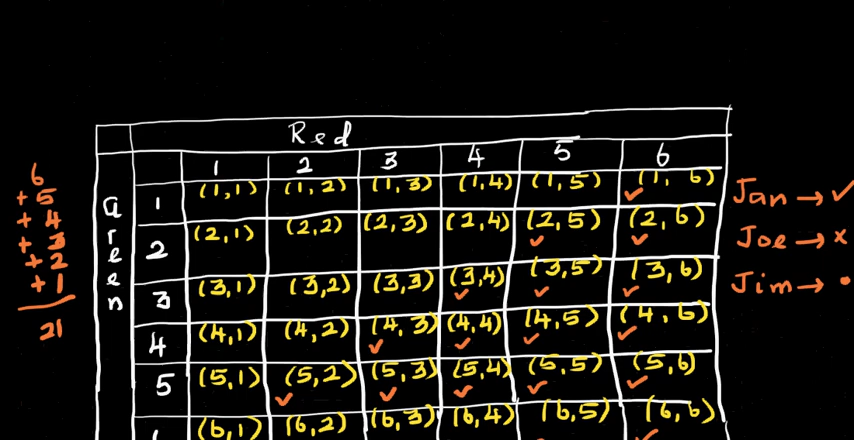 Red
1 2 3 4 5 6
Green
1 (1,1) (1,2) (1,3) (1,4) (1,5) (1,6)
2 (2,1) (2,2) (2,3) (2,4) (2,5) (2,6)
3 (3,1) (3,2) (3,3) (3,4) (3,5) (3,6)
4 (4,1) (4,2) (4,3) (4,4) (4,5) (4,6)
5 (5,1) (5,2) (5,3) (5,4) (5,5) (5,6)
(6,1) (6,2) (6,3) (6,4) (6,5) (6,6)
6
+5
+4
+3
+2
+1
21
Jan → ✓
Joe → ×
Jim → •